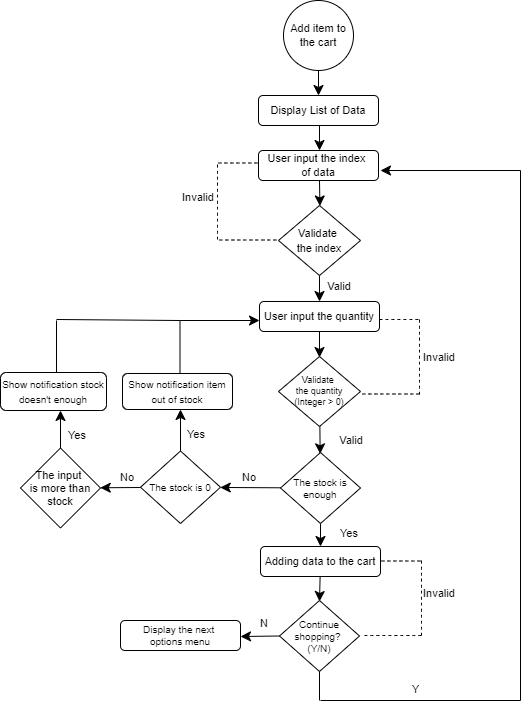 Add item to
the cart
Display List of Data
User input the index
of data
Invalid
Validate
the index
Valid
User input the quantity
Invalid
Show notification stock
doesn't enough
Show notification item
out of stock
Validate
the quantity
(Integer > 0)
Yes
Yes
Valid
The input
is more than
stock
No
The stock is 0
No
The stock is
enough
Yes
Adding data to the cart
Invalid
Display the next
options menu
N
Continue
shopping?
(Y/N)
Y